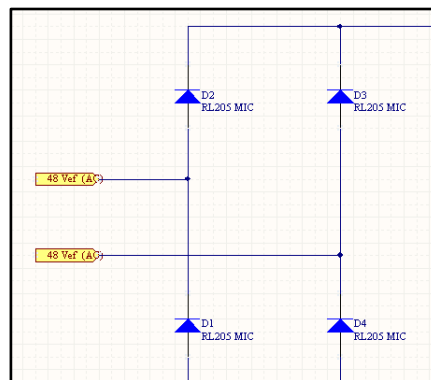 D2
RL205 MIC
D3
RL205 MIC
48 Vef (AC)
48 Vef (AC)
D1
RL205 MIC
D4
RL205 MIC